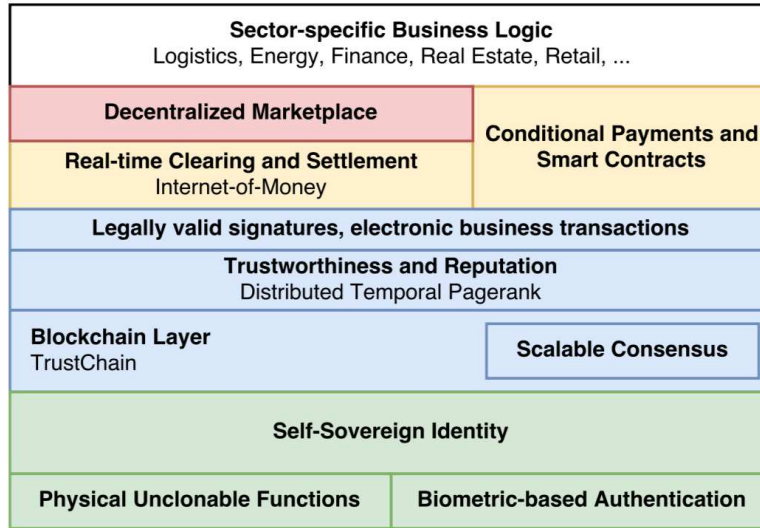 Sector-specific Business Logic
Logistics, Energy, Finance, Real Estate, Retail, ...
Decentralized Marketplace
Conditional Payments and
Smart Contracts
Real-time Clearing and Settlement
Internet-of-Money
Legally valid signatures, electronic business transactions
Trustworthiness and Reputation
Distributed Temporal Pagerank
Blockchain Layer
TrustChain
Scalable Consensus
Self-Sovereign Identity
Physical Unclonable Functions
Biometric-based Authentication